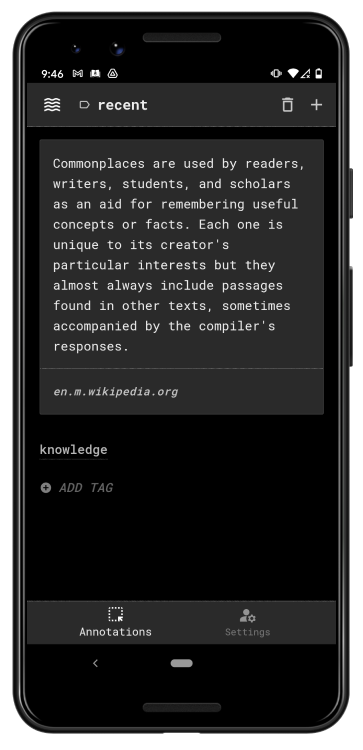 9:46
recent
Commonplaces are used by readers,
writers, students, and scholars
as an aid for remembering useful
concepts or facts. Each one is
unique to its creator's
particular interests but they
almost always include passages
found in other texts, sometimes
accompanied by the compiler's
responses.
en.m.wikipedia.org
knowledge
ADD TAG
Annotations
Settings